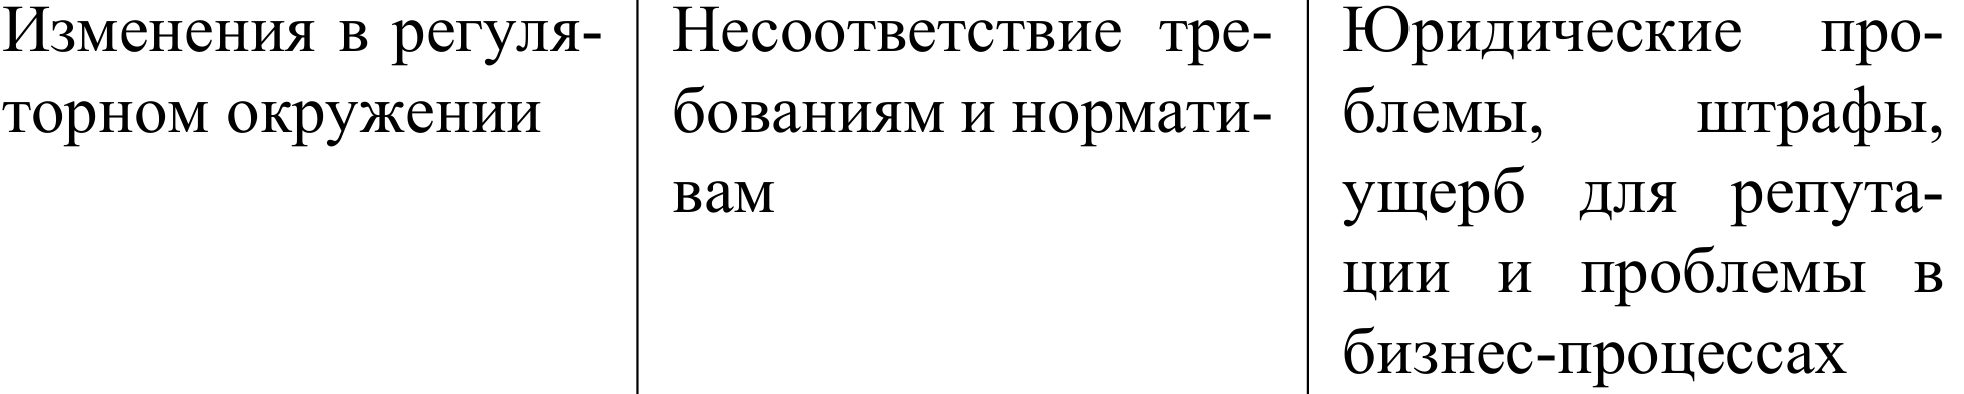 Изменения в регуля-
торном окружении
Несоответствие тре-
бованиям и нормати-
вам
Юридические про-
блемы, штрафы,
ущерб для репута-
ции и проблемы в
бизнес-процессах